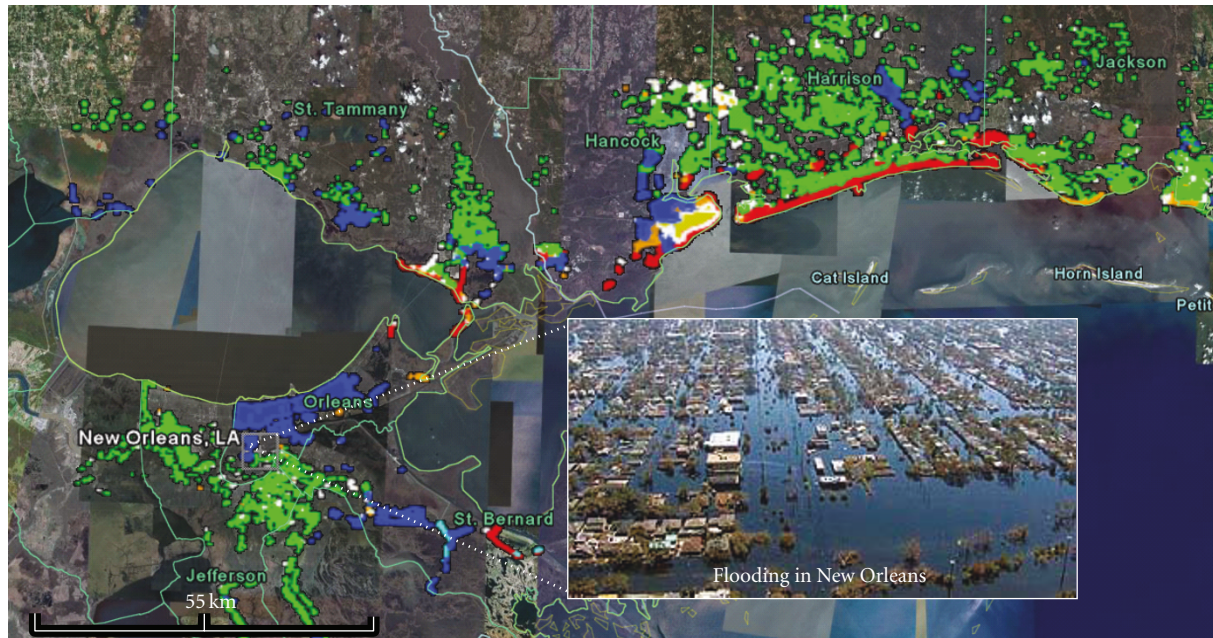 Jackson
Harrison
St. Tammany
Hancock
Cat Island
Horn Island
Petit
Orleans
New Orleans, LA
St. Bernard
Jefferson
55 km
Flooding in New Orleans